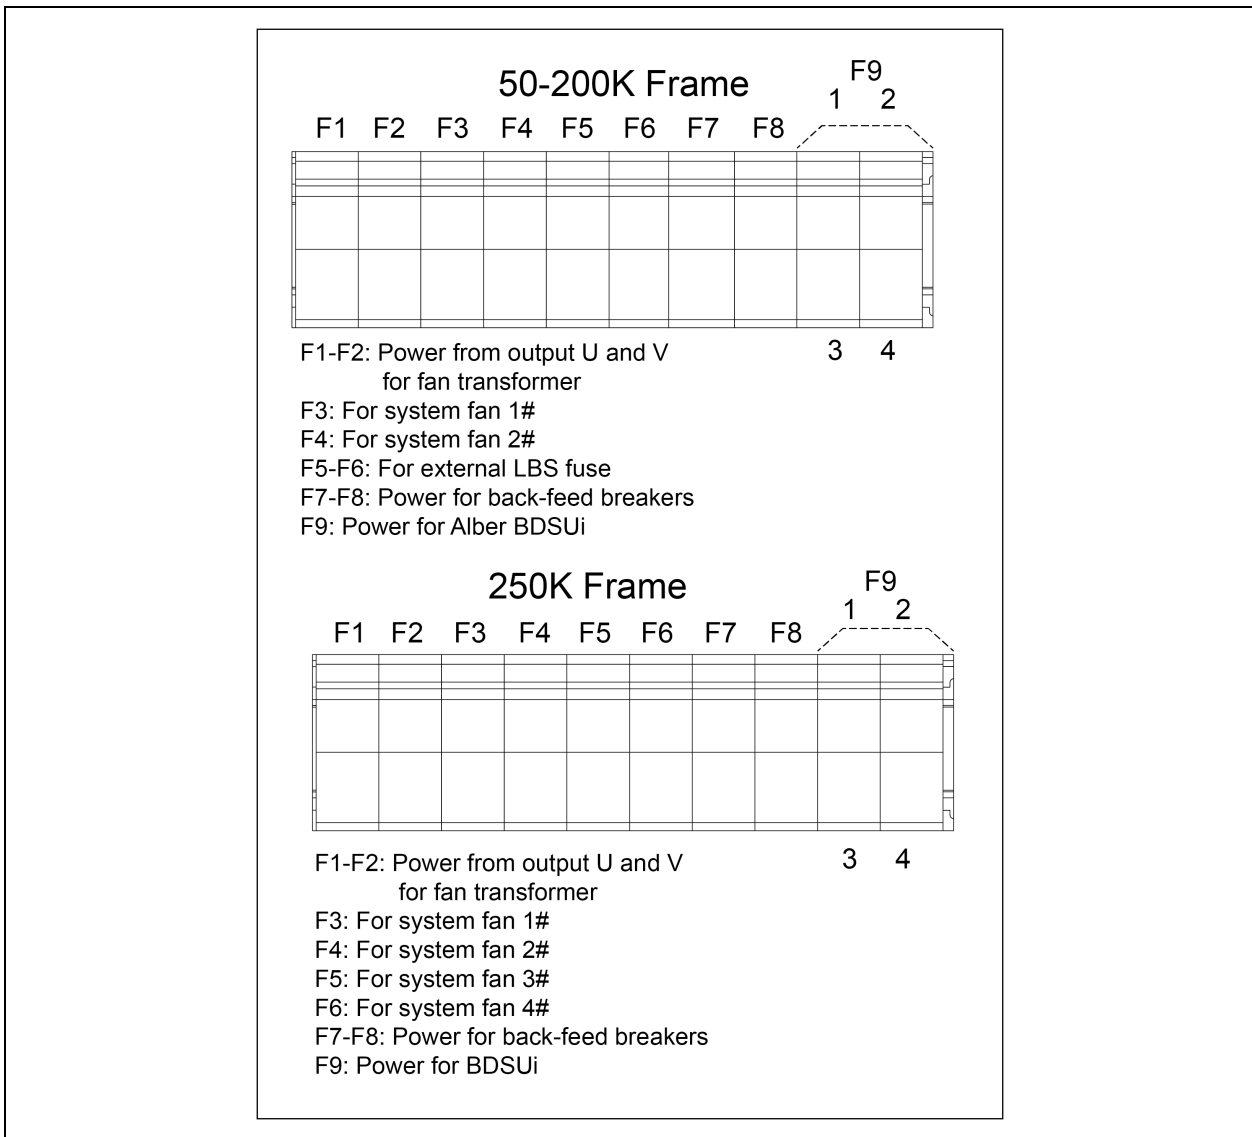 50-200K Frame
F9
1 2
F1 F2 F3 F4 F5 F6 F7 F8
3 4
F1-F2: Power from output U and V
for fan transformer
F3: For system fan 1#
F4: For system fan 2#
F5-F6: For external LBS fuse
F7-F8: Power for back-feed breakers
F9: Power for Alber BDSUi
250K Frame
F9
1 2
F1 F2 F3 F4 F5 F6 F7 F8
3 4
F1-F2: Power from output U and V
for fan transformer
F3: For system fan 1#
F4: For system fan 2#
F5: For system fan 3#
F6: For system fan 4#
F7-F8: Power for back-feed breakers
F9: Power for BDSUi